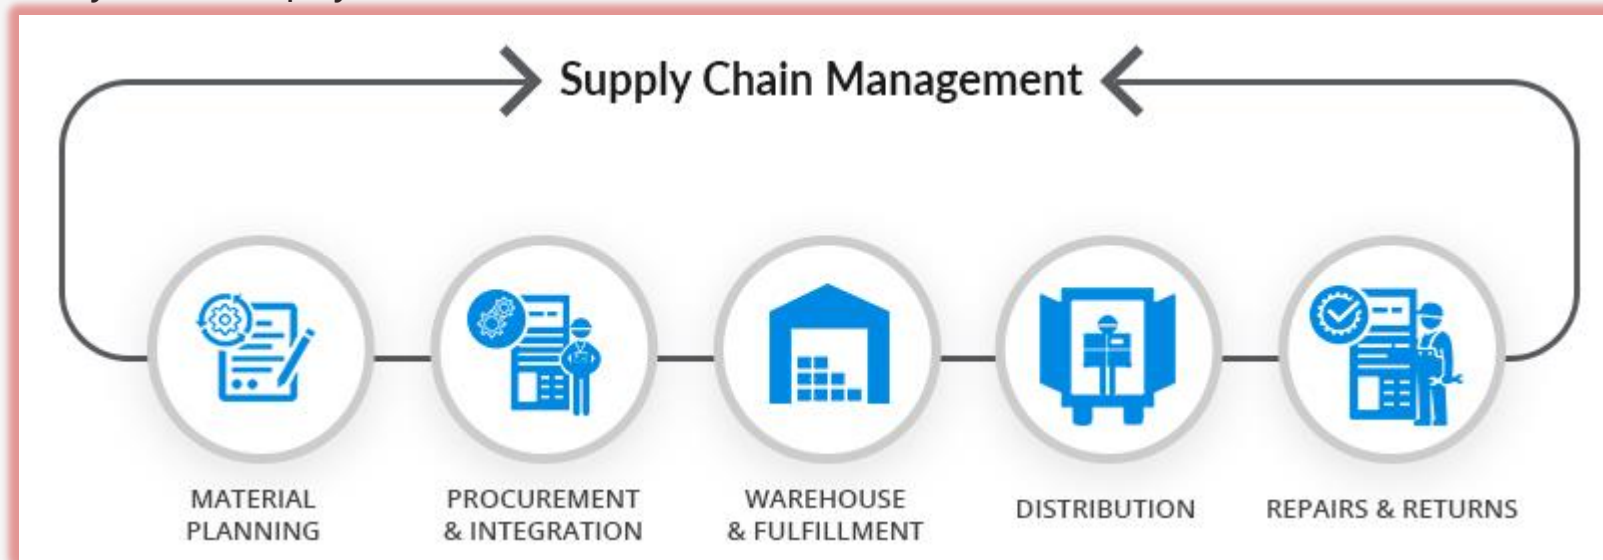 Supply Chain Management
MATERIAL
PLANNING
PROCUREMENT
& INTEGRATION
WAREHOUSE
& FULFILLMENT
DISTRIBUTION
REPAIRS & RETURNS